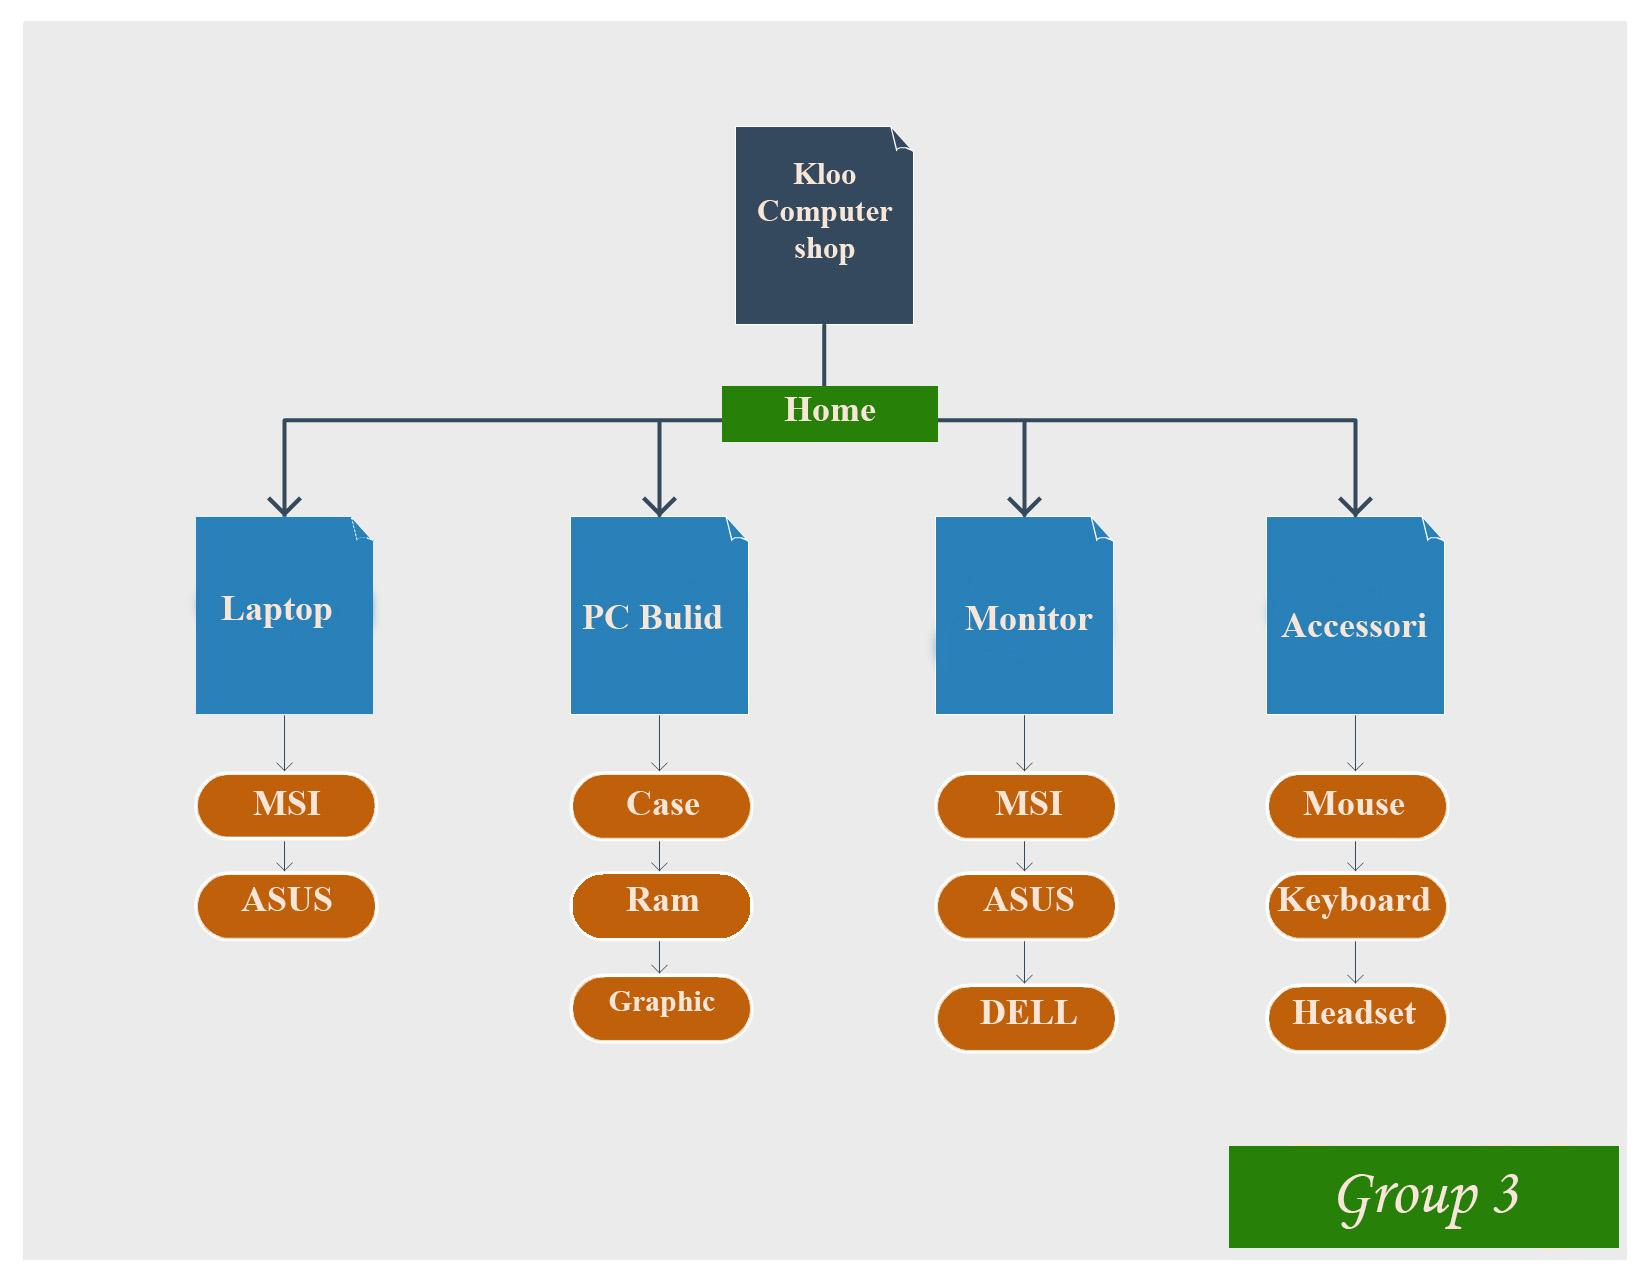 Kloo
Computer
shop
Home
Laptop
PC Bulid
Monitor
Accessori
MSI
Case
MSI
Mouse
ASUS
Ram
ASUS
Keyboard
Graphic
DELL
Headset
Group 3